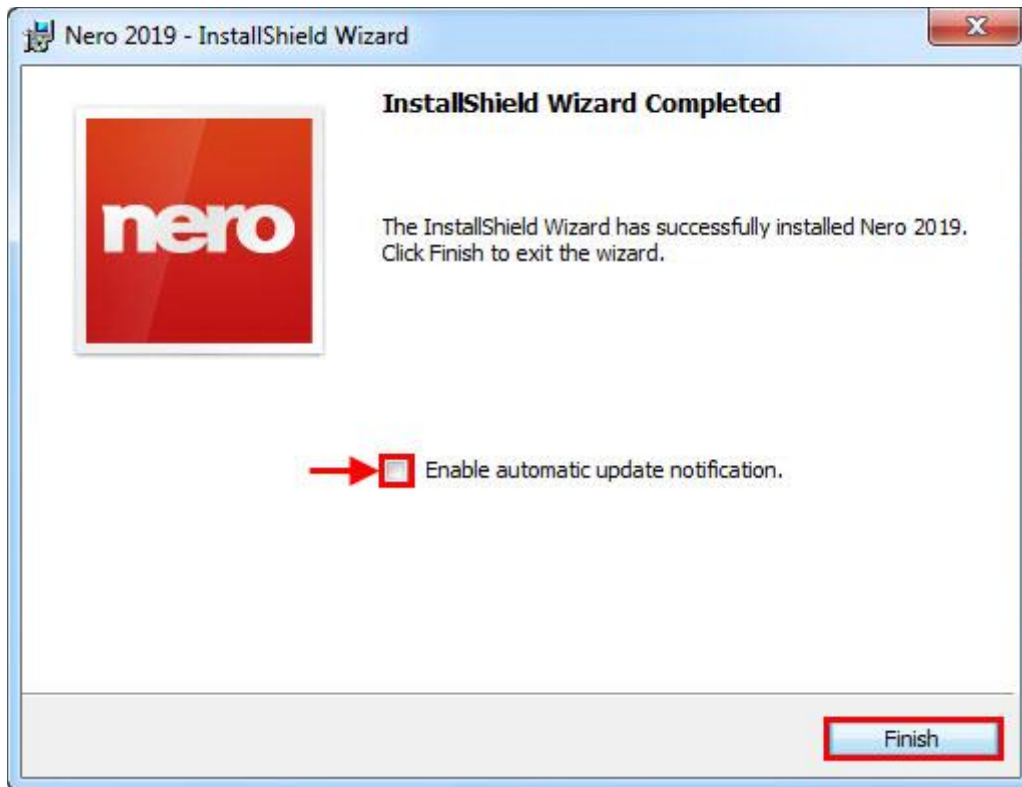 Nero 2019 - InstallShield Wizard
InstallShield Wizard Completed
nero
The InstallShield Wizard has successfully installed Nero 2019.
Click Finish to exit the wizard.
Enable automatic update notification.
Finish